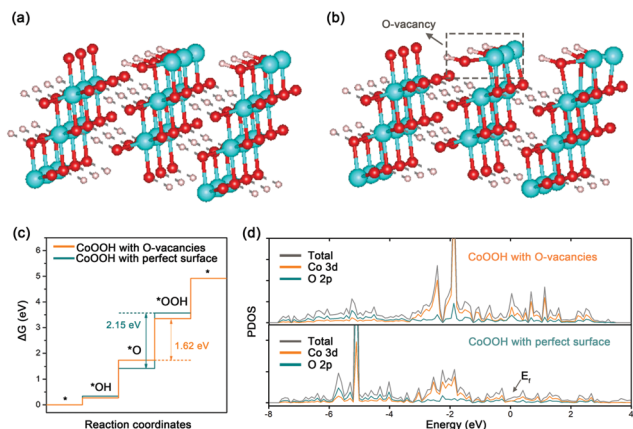 (a)
(b)
O-vacancy
(c)
CoOOH with O-vacancies
CoOOH with perfect surface
ΔG (eV)
6
5
4
3
2
1
0
*
*OH
*O
*OOH
*
2.15 eV
1.62 eV
Reaction coordinates
(d)
PDOS
Total
Co 3d
O 2p
CoOOH with O-vacancies
Total
Co 3d
O 2p
CoOOH with perfect surface
Ef
-8 -6 -4 -2 0 2 4
Energy (eV)